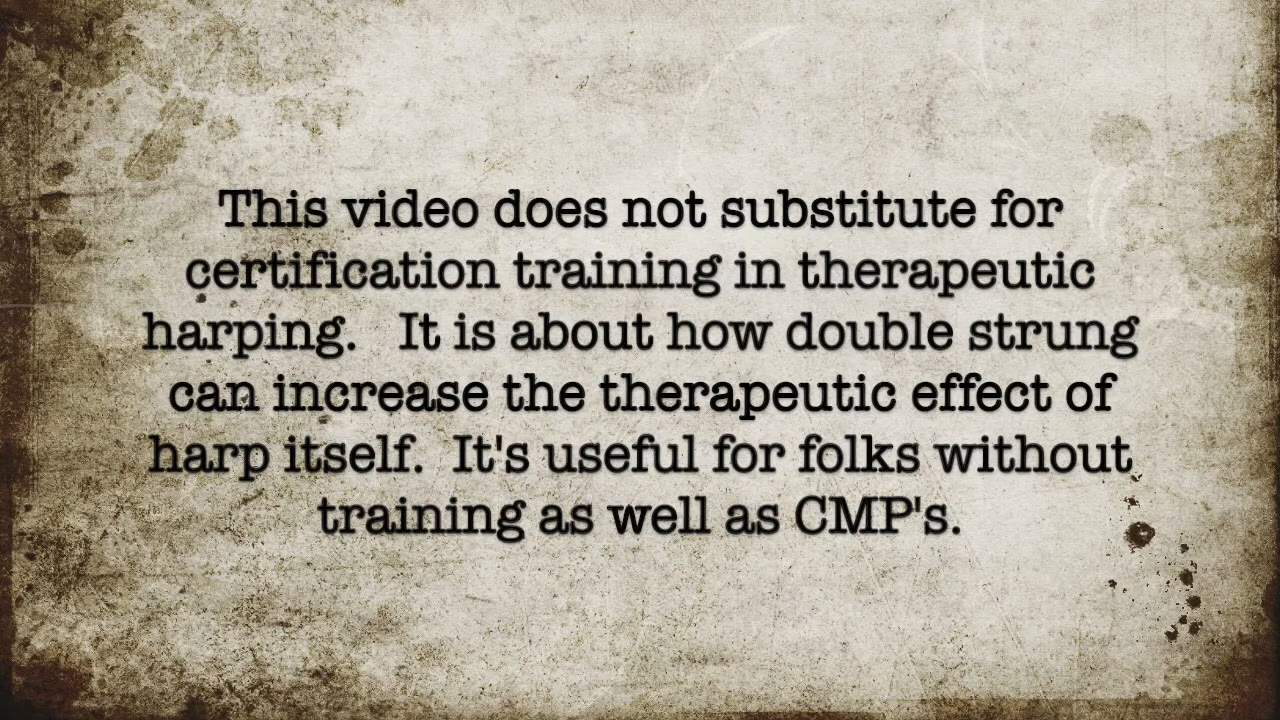 This video does not substitute for
certification training in therapeutic
harping.   It is about how double strung
can increase the therapeutic effect of
harp itself.  It's useful for folks without
training as well as CMP's.